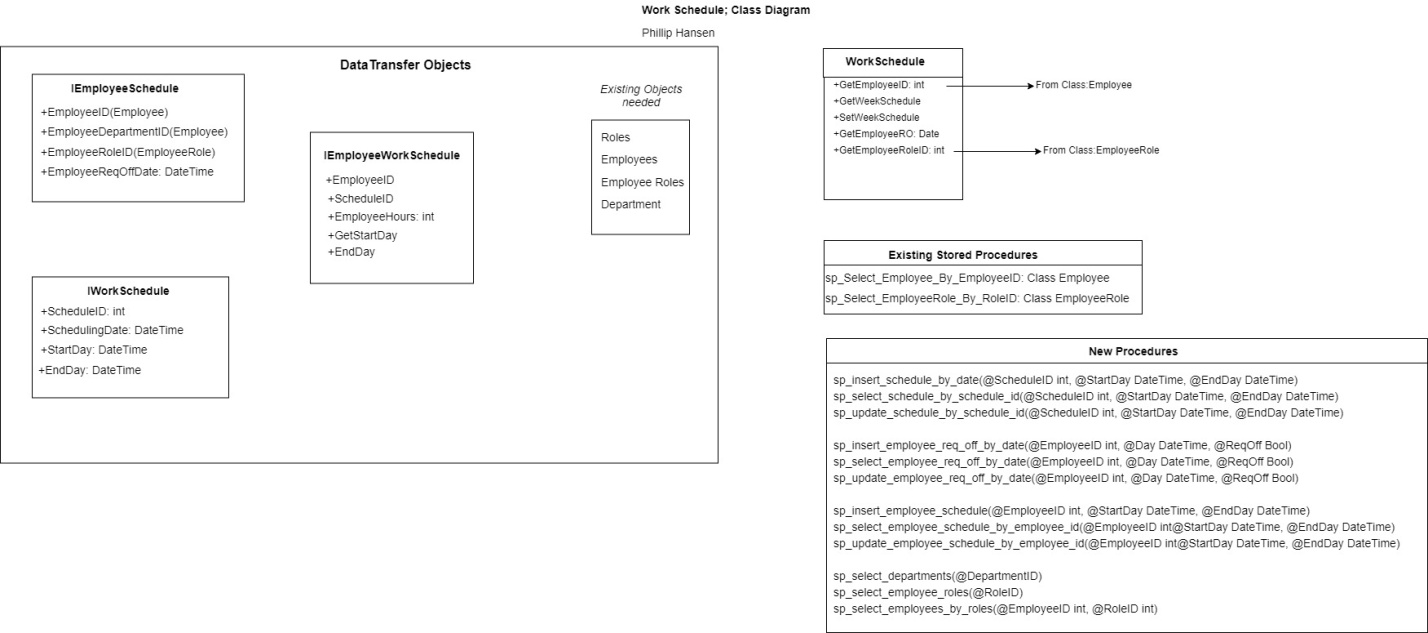 Work Schedule; Class Diagram
Phillip Hansen
DataTransfer Objects
IEmployeeSchedule
+EmployeeID(Employee)
+EmployeeDepartmentID(Employee)
+EmployeeRoleID(EmployeeRole)
+EmployeeReqOffDate: DateTime
IEmployeeWorkSchedule
+EmployeeID
+ScheduleID
+EmployeeHours: int
+GetStartDay
+EndDay
Existing Objects
needed
Roles
Employees
Employee Roles
Department
IWorkSchedule
+ScheduleID: int
+SchedulingDate: DateTime
+StartDay: DateTime
+EndDay: DateTime
WorkSchedule
+GetEmployeeID: int
From Class:Employee
+GetWeekSchedule
+SetWeekSchedule
+GetEmployeeRO: Date
+GetEmployeeRoleID: int
From Class:EmployeeRole
Existing Stored Procedures
sp_Select_Employee_By_EmployeeID: Class Employee
sp_Select_EmployeeRole_By_RoleID: Class EmployeeRole
New Procedures
sp_insert_schedule_by_date(@ScheduleID int, @StartDay DateTime, @EndDay DateTime)
sp_select_schedule_by_schedule_id(@ScheduleID int, @StartDay DateTime, @EndDay DateTime)
sp_update_schedule_by_schedule_id(@ScheduleID int, @StartDay DateTime, @EndDay DateTime)
sp_insert_employee_req_off_by_date(@EmployeeID int, @Day DateTime, @ReqOff Bool)
sp_select_employee_req_off_by_date(@EmployeeID int, @Day DateTime, @ReqOff Bool)
sp_update_employee_req_off_by_date(@EmployeeID int, @Day DateTime, @ReqOff Bool)
sp_insert_employee_schedule(@EmployeeID int, @StartDay DateTime, @EndDay DateTime)
sp_select_employee_schedule_by_employee_id(@EmployeeID int@StartDay DateTime, @EndDay DateTime)
sp_update_employee_schedule_by_employee_id(@EmployeeID int@StartDay DateTime, @EndDay DateTime)
sp_select_departments(@DepartmentID)
sp_select_employee_roles(@RoleID)
sp_select_employees_by_roles(@EmployeeID int, @RoleID int)